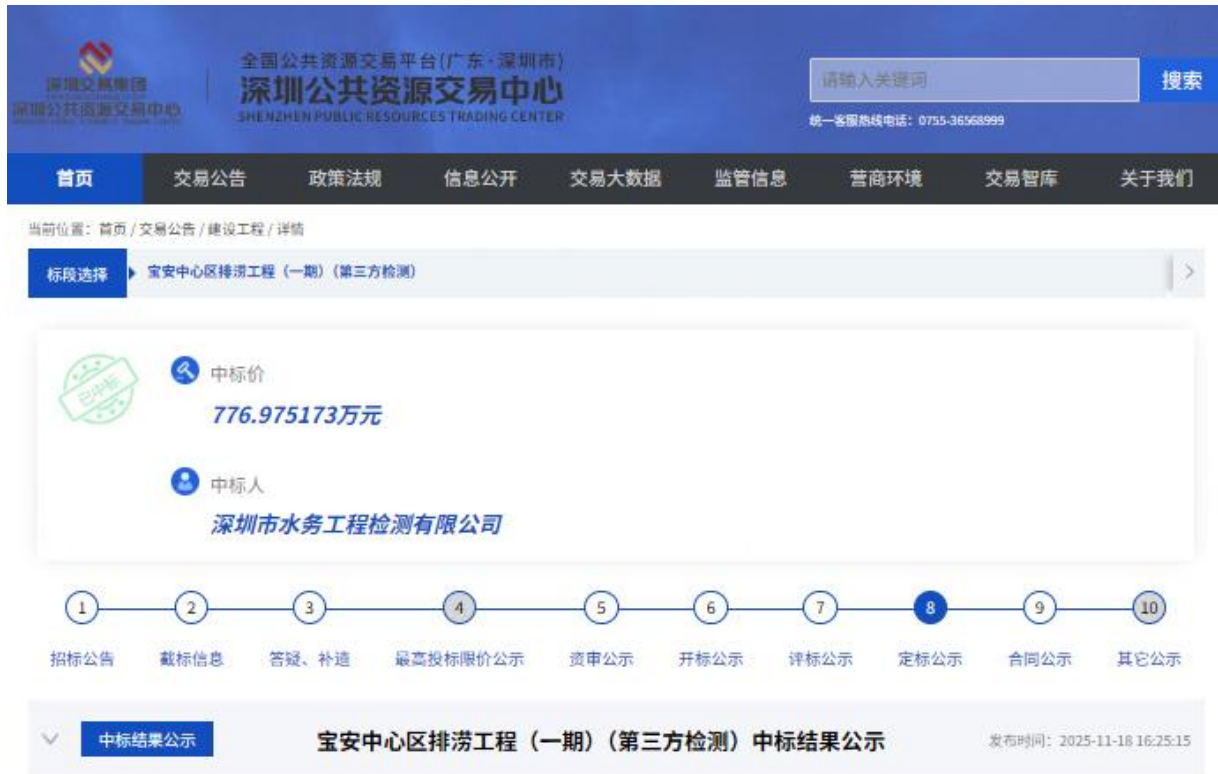 深圳交易集团
深圳公共资源交易中心
全国公共资源交易平台(广东·深圳市)
深圳公共资源交易中心
SHENZHEN PUBLIC RESOURCES TRADING CENTER
请输入关键词
搜索
统一客服热线电话：0755-36568999
首页 交易公告 政策法规 信息公开 交易大数据 监管信息 营商环境 交易智库 关于我们
当前位置：首页 / 交易公告 / 建设工程 / 详情
标段选择 宝安中心区排涝工程（一期）（第三方检测）
已中标
中标价
776.975173万元
中标人
深圳市水务工程检测有限公司
1 2 3 4 5 6 7 8 9 10
招标公告 截标信息 答疑、补遗 最高投标限价公示 资审公示 开标公示 评标公示 定标公示 合同公示 其它公示
中标结果公示 宝安中心区排涝工程（一期）（第三方检测）中标结果公示 发布时间：2025-11-18 16:25:15